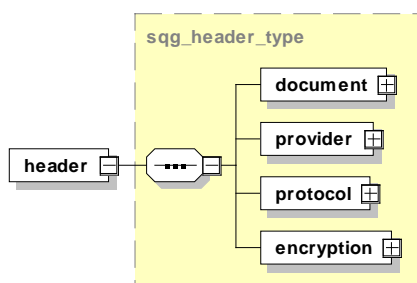 sqg_header_type
document
provider
header
protocol
encryption